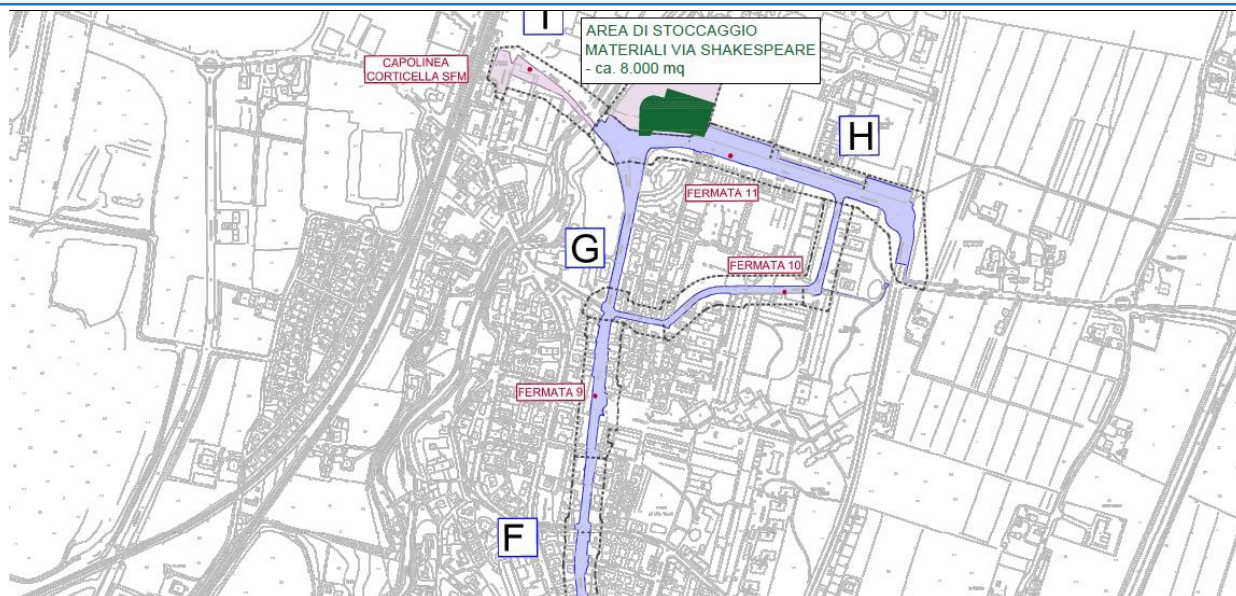 I
AREA DI STOCCAGGIO
MATERIALI VIA SHAKESPEARE
- ca. 8.000 mq
CAPOLINEA
CORTICELLA SFM
H
FERMATA 11
G
FERMATA 10
FERMATA 9
F